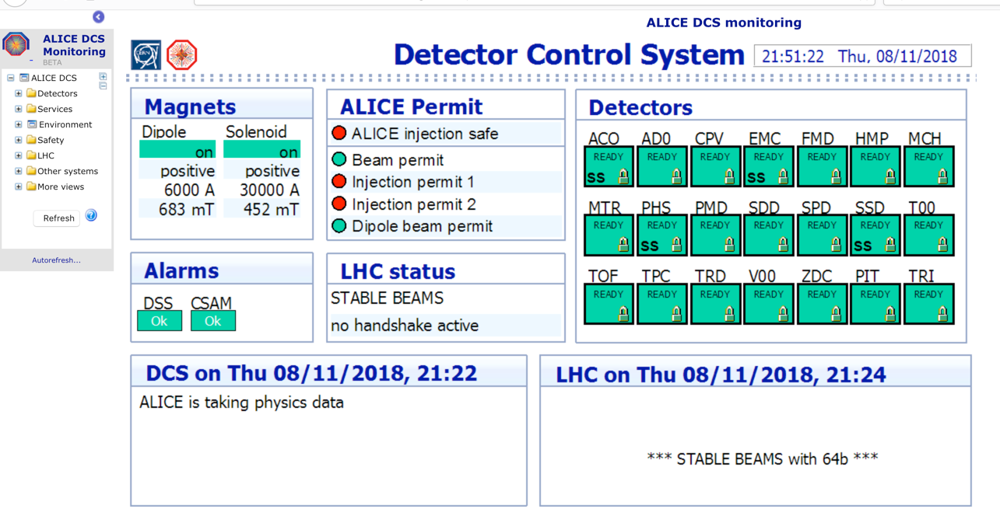 ALICE DCS monitoring
ALICE DCS
Monitoring
BETA
ALICE DCS
Detectors
Services
Environment
Safety
LHC
Other systems
More views
Refresh
Autorefresh...
CERN
Detector Control System
21:51:22 Thu, 08/11/2018
Magnets
Dipole Solenoid
on on
positive positive
6000 A 30000 A
683 mT 452 mT
ALICE Permit
ALICE injection safe
Beam permit
Injection permit 1
Injection permit 2
Dipole beam permit
Detectors
ACO AD0 CPV EMC FMD HMP MCH
READY READY READY READY READY READY READY
SS SS
MTR PHS PMD SDD SPD SSD T00
READY READY READY READY READY READY READY
SS SS
TOF TPC TRD V00 ZDC PIT TRI
READY READY READY READY READY READY READY
Alarms
DSS CSAM
Ok Ok
LHC status
STABLE BEAMS
no handshake active
DCS on Thu 08/11/2018, 21:22
ALICE is taking physics data
LHC on Thu 08/11/2018, 21:24
*** STABLE BEAMS with 64b ***